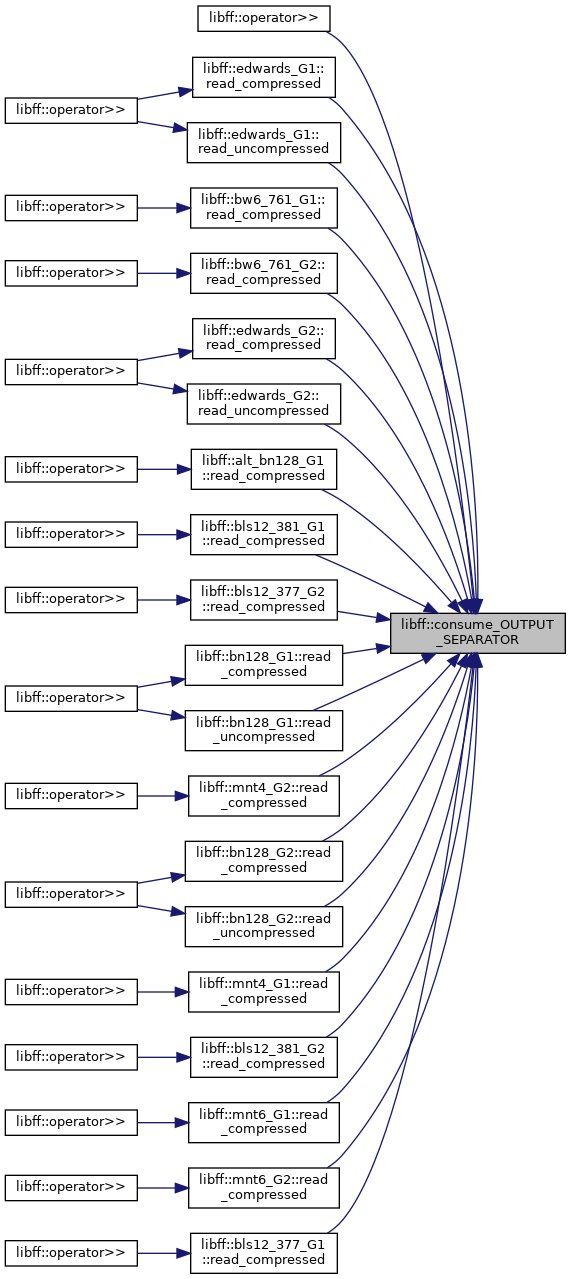 libff::operator>>
libff::edwards_G1::
read_compressed
libff::operator>>
libff::edwards_G1::
read_uncompressed
libff::bw6_761_G1::
read_compressed
libff::operator>>
libff::bw6_761_G2::
read_compressed
libff::operator>>
libff::edwards_G2::
read_compressed
libff::operator>>
libff::edwards_G2::
read_uncompressed
libff::alt_bn128_G1
::read_compressed
libff::operator>>
libff::bls12_381_G1
::read_compressed
libff::operator>>
libff::bls12_377_G2
::read_compressed
libff::operator>>
libff::consume_OUTPUT
_SEPARATOR
libff::bn128_G1::read
_compressed
libff::operator>>
libff::bn128_G1::read
_uncompressed
libff::mnt4_G2::read
_compressed
libff::operator>>
libff::bn128_G2::read
_compressed
libff::operator>>
libff::bn128_G2::read
_uncompressed
libff::mnt4_G1::read
_compressed
libff::operator>>
libff::bls12_381_G2
::read_compressed
libff::operator>>
libff::mnt6_G1::read
_compressed
libff::operator>>
libff::mnt6_G2::read
_compressed
libff::operator>>
libff::bls12_377_G1
::read_compressed
libff::operator>>